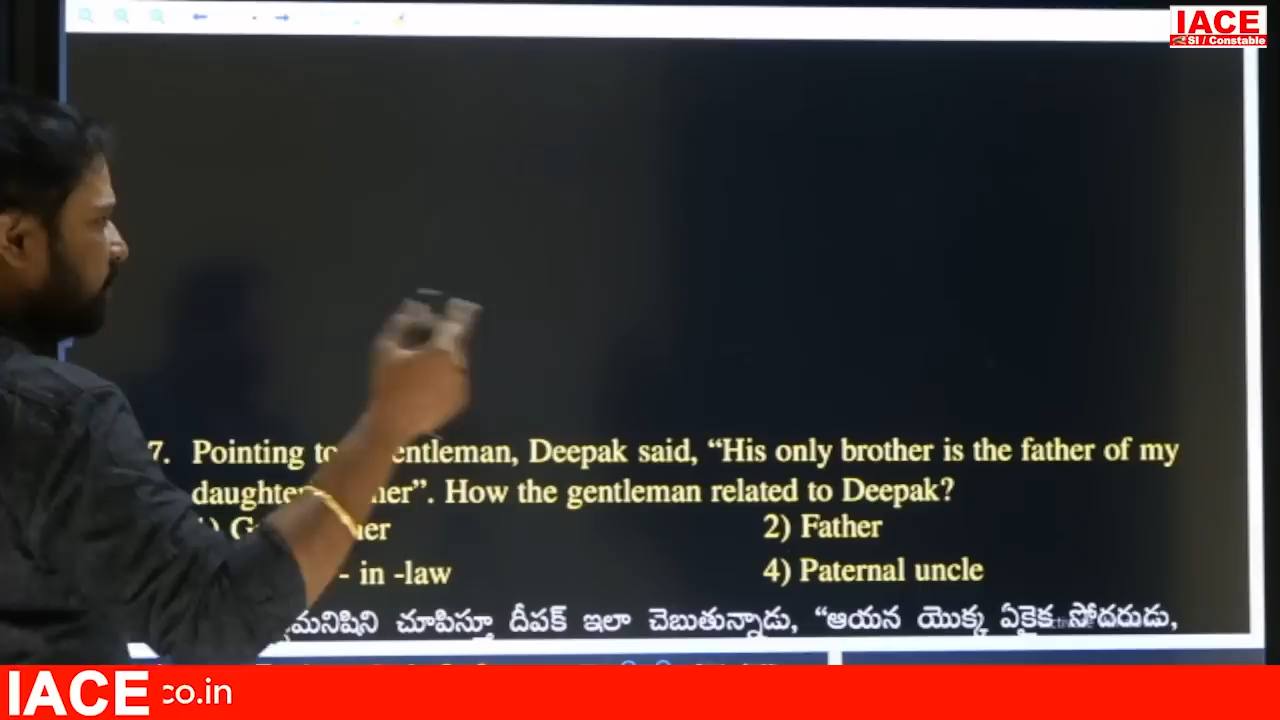 IACE
SI / Constable
7. Pointing to entleman, Deepak said, “His only brother is the father of my
daughte her”. How the gentleman related to Deepak?
1) G her
2) Father
- in -law
4) Paternal uncle
మనిషిని చూపిస్తూ దీపక్ ఇలా చెబుతున్నాడు, “ఆయన యొక్క ఏకైక సోదరుడు,
IACE co.in